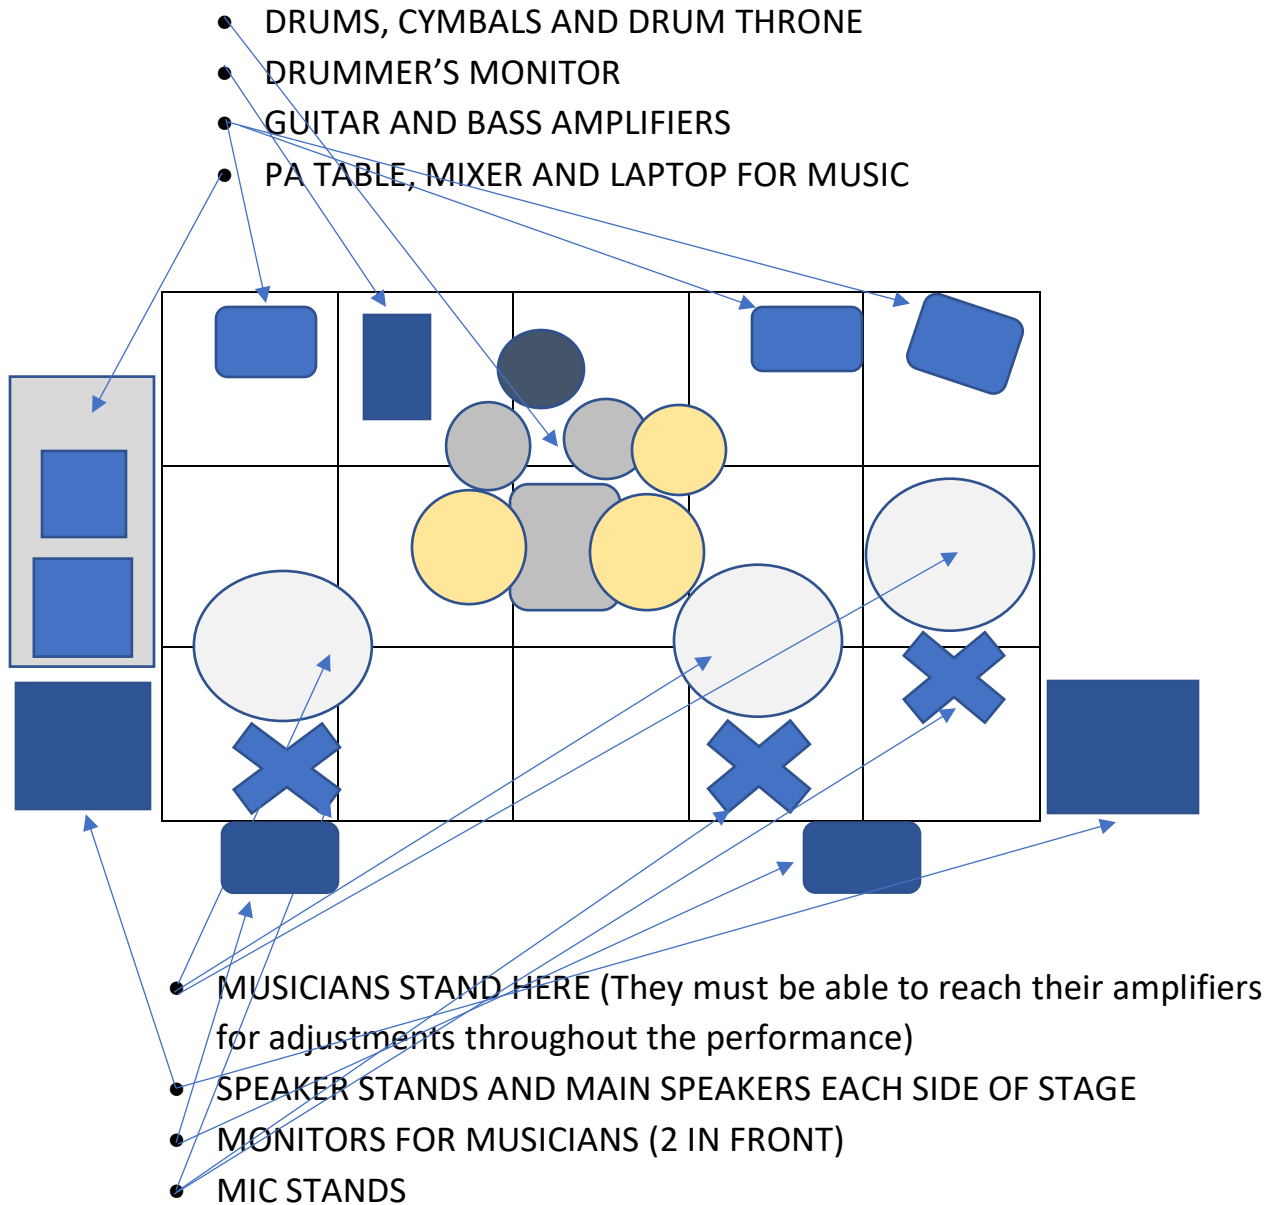 • DRUMS, CYMBALS AND DRUM THRONE
• DRUMMER’S MONITOR
• GUITAR AND BASS AMPLIFIERS
• PA TABLE, MIXER AND LAPTOP FOR MUSIC
• MUSICIANS STAND HERE (They must be able to reach their amplifiers
for adjustments throughout the performance)
• SPEAKER STANDS AND MAIN SPEAKERS EACH SIDE OF STAGE
• MONITORS FOR MUSICIANS (2 IN FRONT)
• MIC STANDS